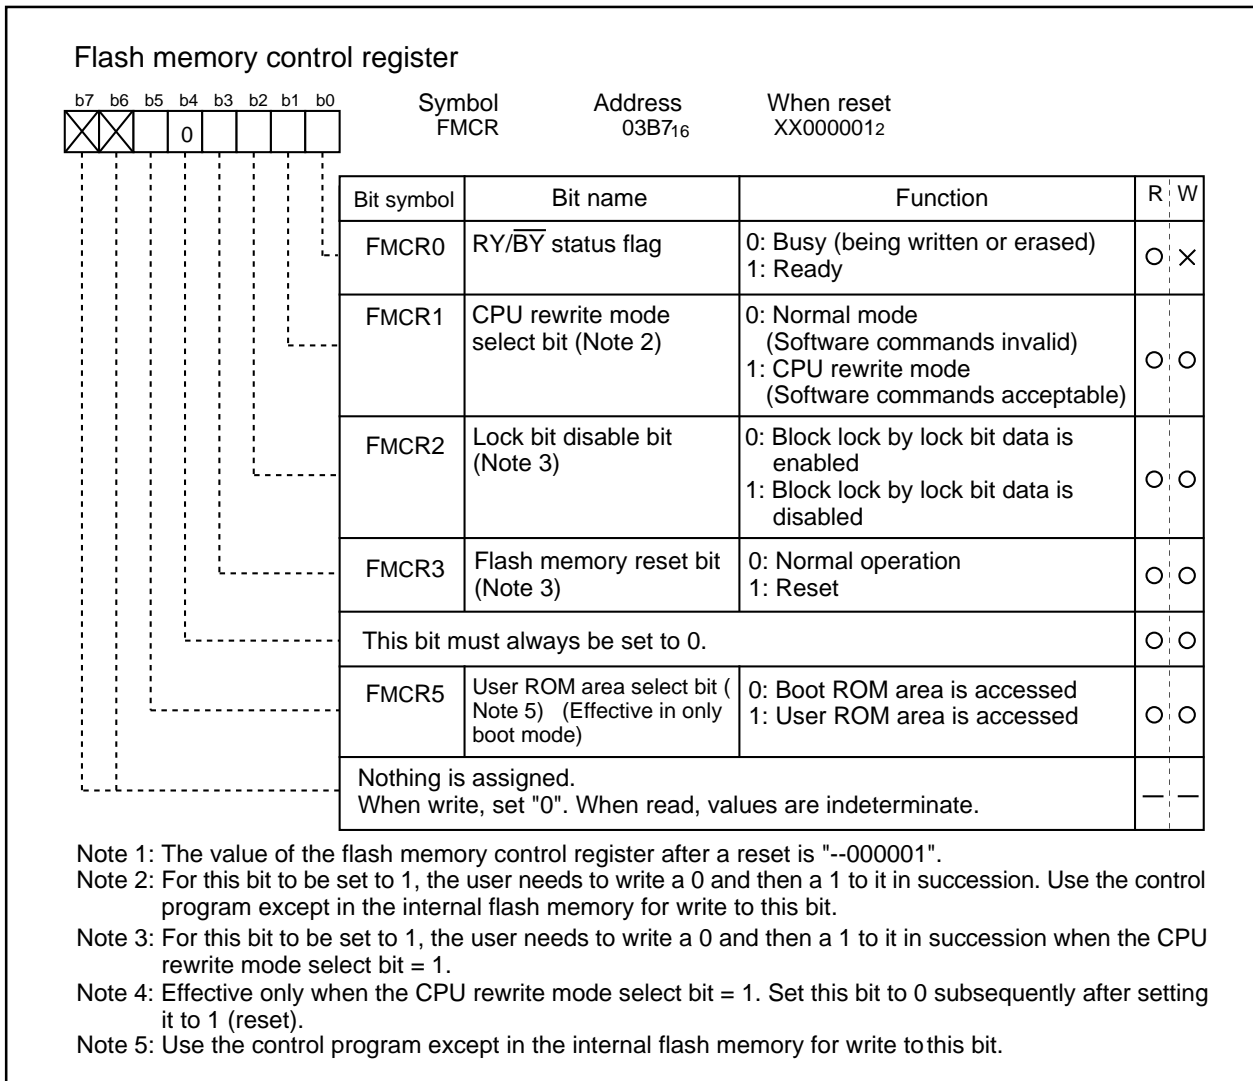 Flash memory control register
b7 b6 b5 b4 b3 b2 b1 b0
Symbol Address When reset
0 FMCR 03B716 XX0000012
Bit symbol Bit name Function R W
FMCR0 RY/BY status flag 0: Busy (being written or erased)
1: Ready
FMCR1 CPU rewrite mode select bit (Note 2) 0: Normal mode
(Software commands invalid)
1: CPU rewrite mode
(Software commands acceptable)
FMCR2 Lock bit disable bit (Note 3) 0: Block lock by lock bit data is
enabled
1: Block lock by lock bit data is
disabled
FMCR3 Flash memory reset bit (Note 3) 0: Normal operation
1: Reset
This bit must always be set to 0.
FMCR5 User ROM area select bit ( Note 5) (Effective in only boot mode) 0: Boot ROM area is accessed
1: User ROM area is accessed
Nothing is assigned.
When write, set "0". When read, values are indeterminate.
Note 1: The value of the flash memory control register after a reset is "--000001".
Note 2: For this bit to be set to 1, the user needs to write a 0 and then a 1 to it in succession. Use the control
program except in the internal flash memory for write to this bit.
Note 3: For this bit to be set to 1, the user needs to write a 0 and then a 1 to it in succession when the CPU
rewrite mode select bit = 1.
Note 4: Effective only when the CPU rewrite mode select bit = 1. Set this bit to 0 subsequently after setting
it to 1 (reset).
Note 5: Use the control program except in the internal flash memory for write to this bit.